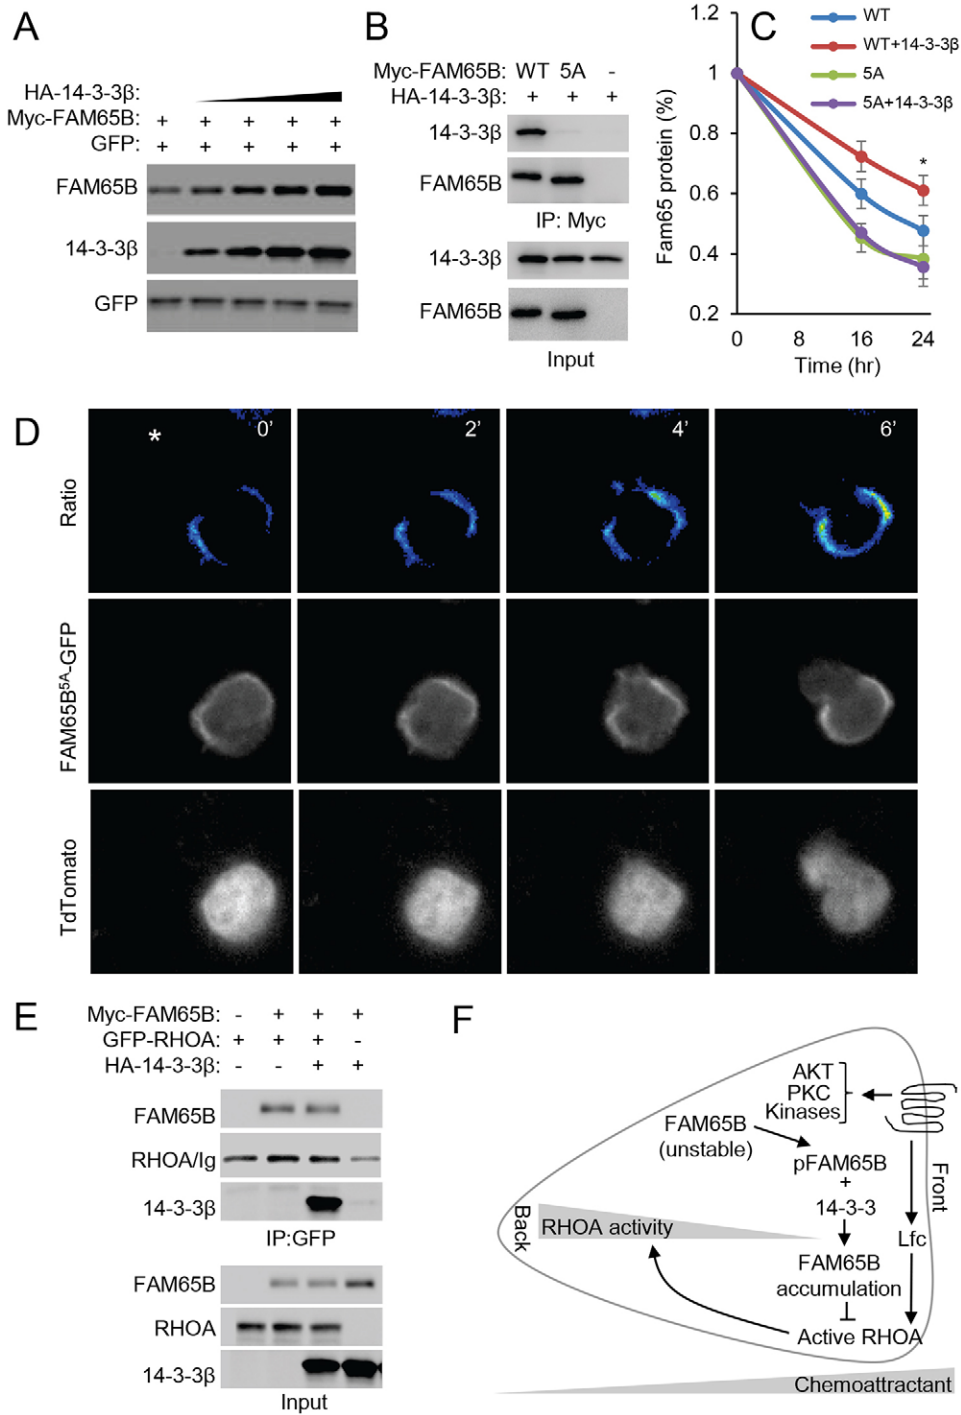 A
HA-14-3-3β:
Myc-FAM65B: + + + + +
GFP: + + + + +
FAM65B
14-3-3β
GFP
B
Myc-FAM65B: WT 5A -
HA-14-3-3β: + + +
14-3-3β
FAM65B
IP: Myc
14-3-3β
FAM65B
Input
C
WT
WT+14-3-3β
5A
5A+14-3-3β
Fam65 protein (%)
1.2
1
0.8
0.6
0.4
0.2
*
0 8 16 24
Time (hr)
D
* 0' 2' 4' 6'
Ratio
FAM65B5A-GFP
TdTomato
E
Myc-FAM65B: - + + +
GFP-RHOA: + + + -
HA-14-3-3β: - - + +
FAM65B
RHOA/Ig
14-3-3β
IP:GFP
FAM65B
RHOA
14-3-3β
Input
F
AKT
PKC
Kinases
FAM65B
(unstable)
pFAM65B
+
14-3-3
Front
Back
RHOA activity
Lfc
FAM65B
accumulation
Active RHOA
Chemoattractant